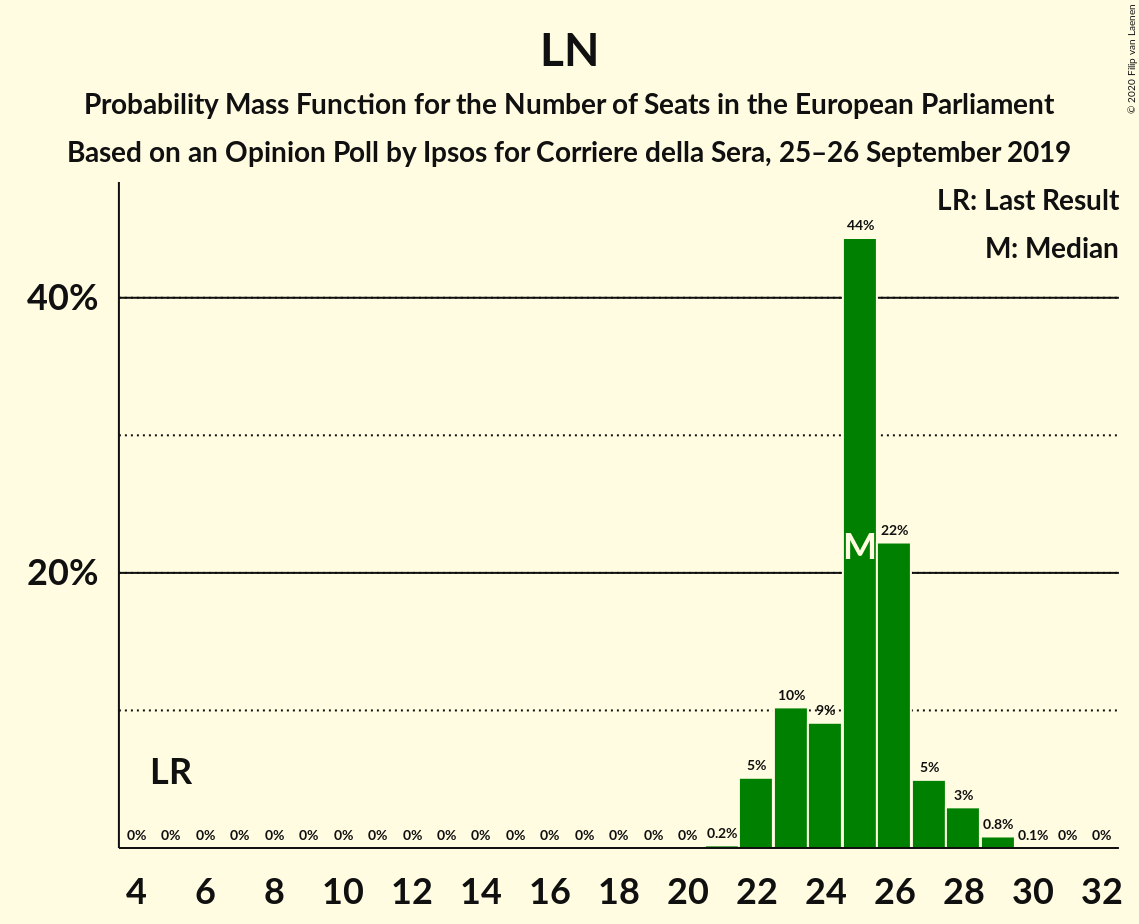 LN
Probability Mass Function for the Number of Seats in the European Parliament
Based on an Opinion Poll by Ipsos for Corriere della Sera, 25–26 September 2019
© 2020 Filip van Laenen
LR: Last Result
M: Median
40%
20%
44%
M
22%
10%
9%
LR
5%
5%
3%
0% 0% 0% 0% 0% 0% 0% 0% 0% 0% 0% 0% 0% 0% 0% 0% 0% 0.2% 0.8% 0.1% 0% 0%
4 6 8 10 12 14 16 18 20 22 24 26 28 30 32